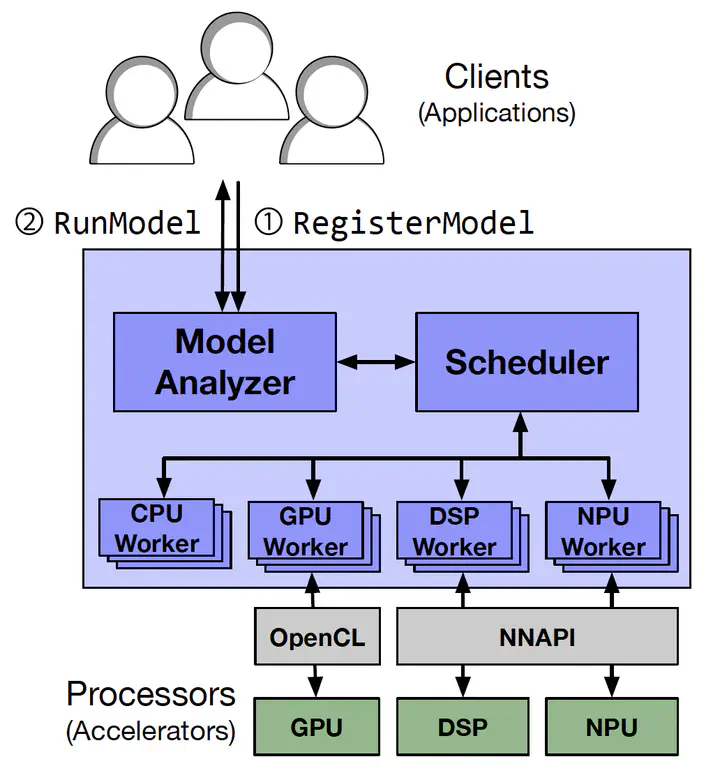 Clients
(Applications)
② RunModel
① RegisterModel
Model
Analyzer
Scheduler
CPU
Worker
GPU
Worker
DSP
Worker
NPU
Worker
OpenCL
NNAPI
Processors
(Accelerators)
GPU
DSP
NPU